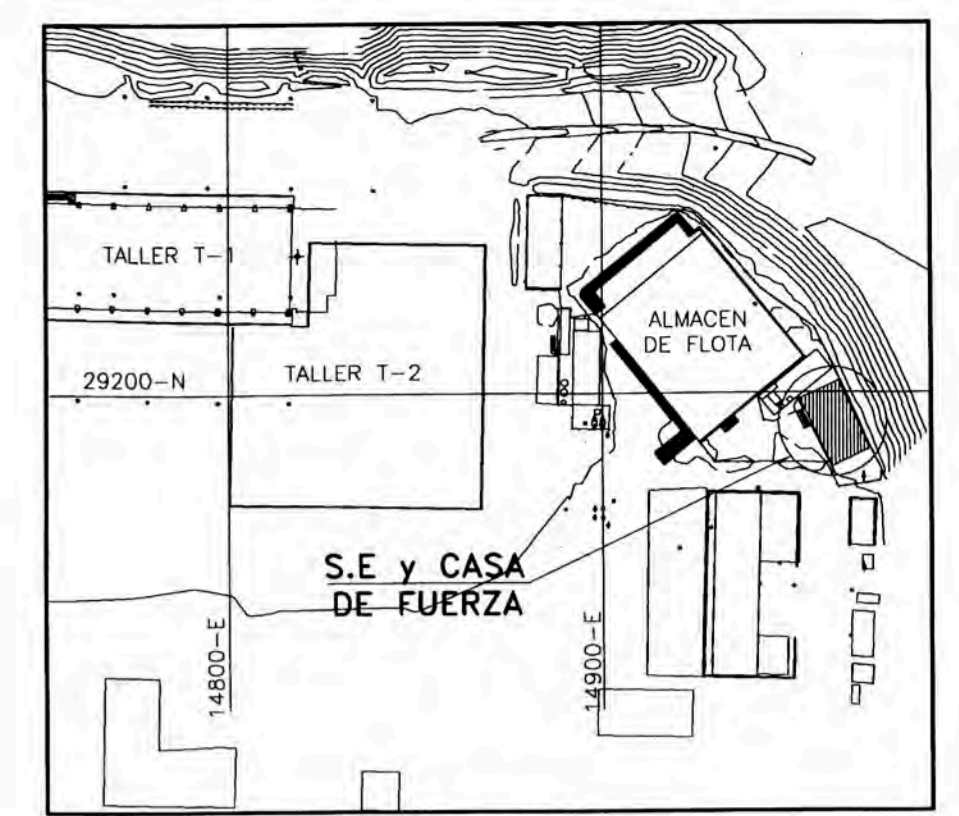 TALLER T-1
ALMACEN
DE FLOTA
29200-N
TALLER T-2
S.E y CASA
DE FUERZA
14800-E
14900-E